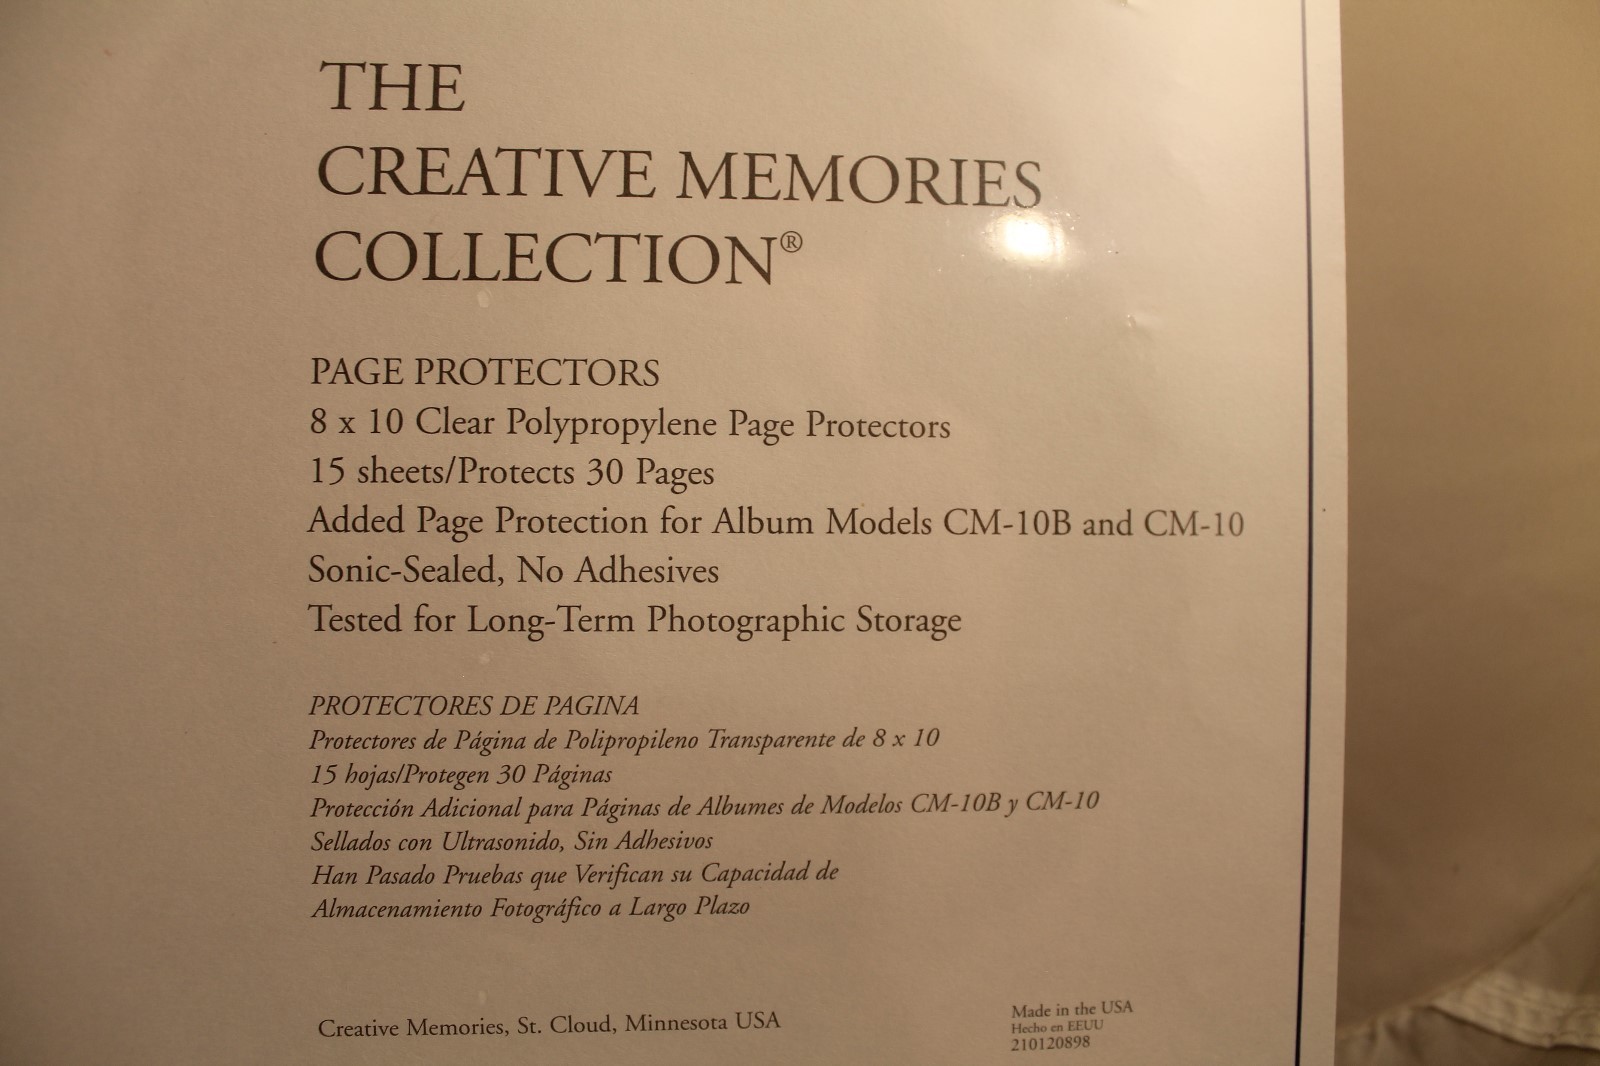 THE
CREATIVE MEMORIES
COLLECTION®
PAGE PROTECTORS
8 x 10 Clear Polypropylene Page Protectors
15 sheets/Protects 30 Pages
Added Page Protection for Album Models CM-10B and CM-10
Sonic-Sealed, No Adhesives
Tested for Long-Term Photographic Storage
PROTECTORES DE PAGINA
Protectores de Página de Polipropileno Transparente de 8 x 10
15 hojas/Protegen 30 Páginas
Protección Adicional para Páginas de Albumes de Modelos CM-10B y CM-10
Sellados con Ultrasonido, Sin Adhesivos
Han Pasado Pruebas que Verifican su Capacidad de
Almacenamiento Fotográfico a Largo Plazo
Creative Memories, St. Cloud, Minnesota USA
Made in the USA
Hecho en EEUU
210120898